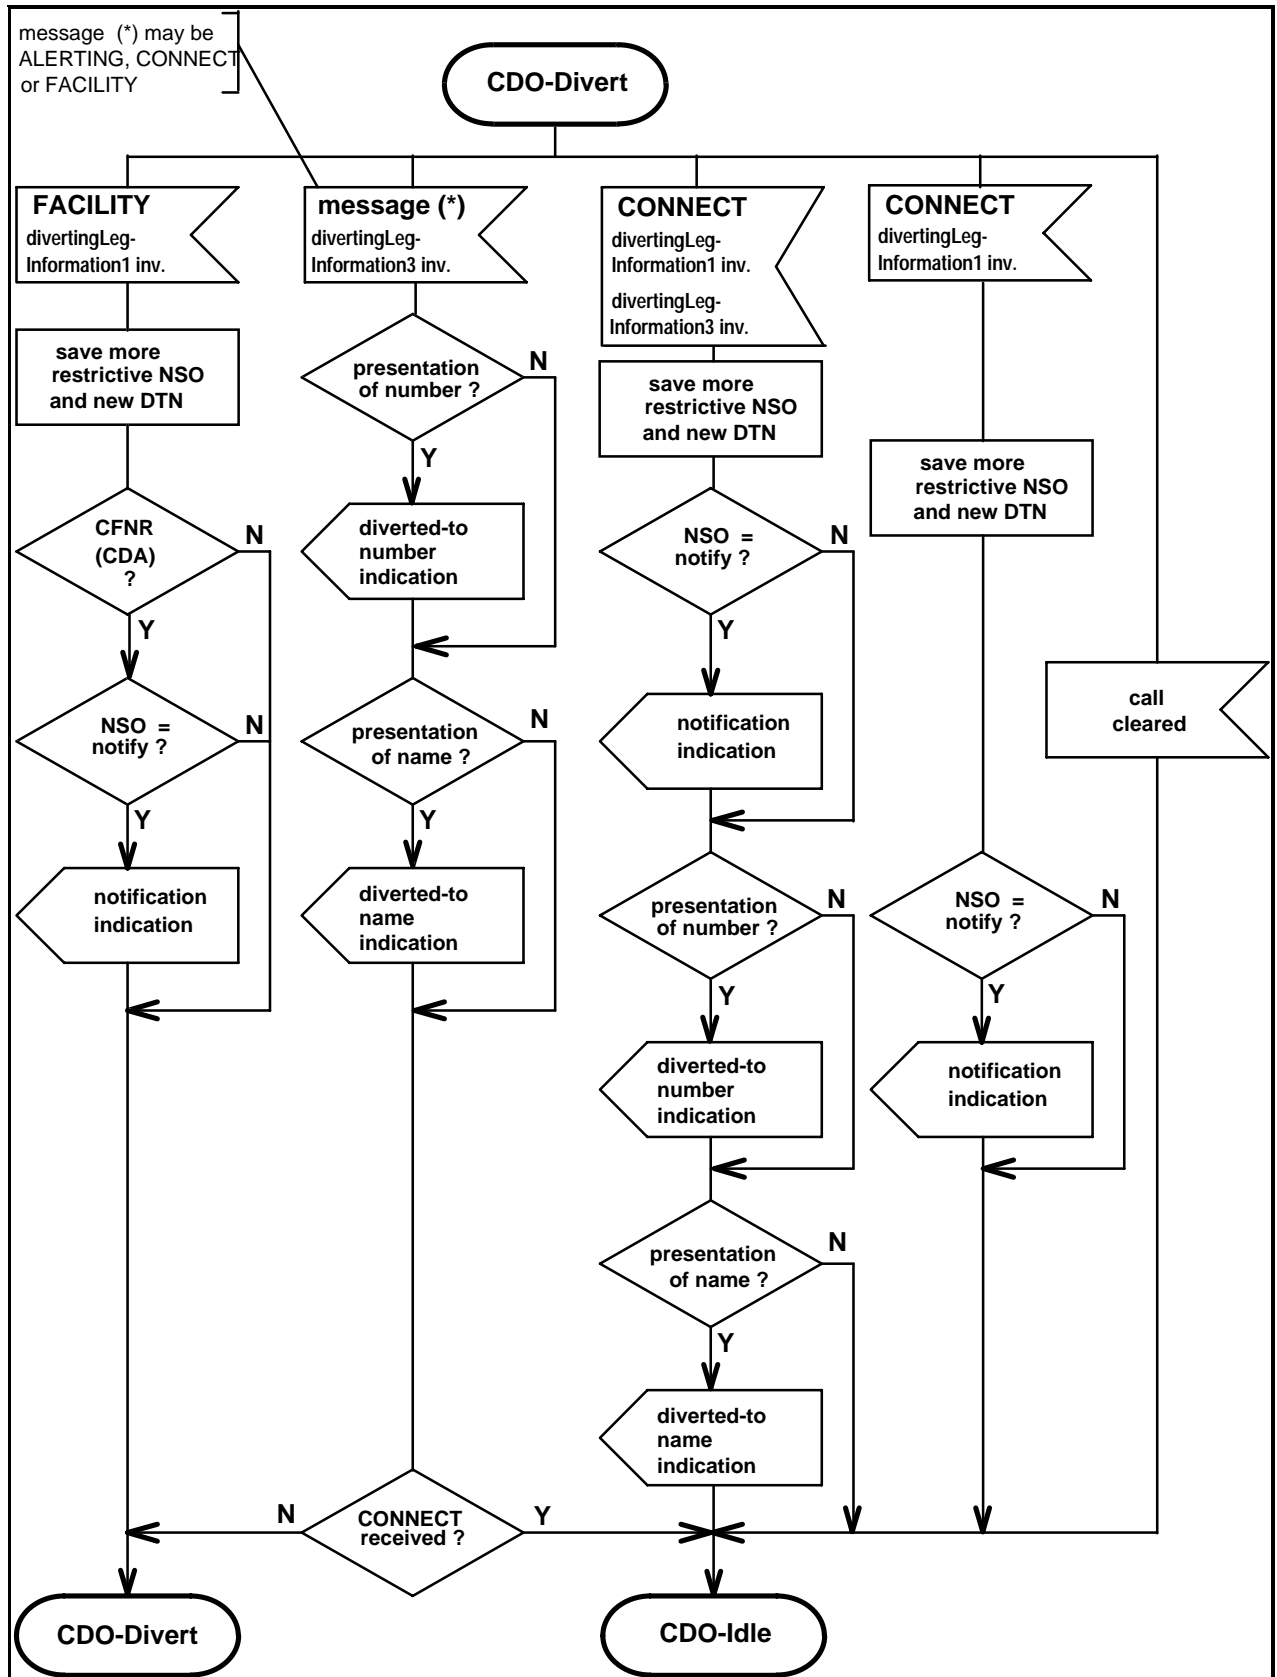 message (*) may be
ALERTING, CONNECT
or FACILITY
CDO-Divert
FACILITY
divertingLeg-
Information1 inv.
save more
restrictive NSO
and new DTN
CFNR
(CDA)
?
N
Y
NSO =
notify ?
N
Y
notification
indication
message (*)
divertingLeg-
Information3 inv.
presentation
of number ?
N
Y
diverted-to
number
indication
presentation
of name ?
N
Y
diverted-to
name
indication
CONNECT
received ?
N
Y
CONNECT
divertingLeg-
Information1 inv.
divertingLeg-
Information3 inv.
save more
restrictive NSO
and new DTN
NSO =
notify ?
N
Y
notification
indication
presentation
of number ?
N
Y
diverted-to
number
indication
presentation
of name ?
N
Y
diverted-to
name
indication
CONNECT
divertingLeg-
Information1 inv.
save more
restrictive NSO
and new DTN
NSO =
notify ?
N
Y
notification
indication
call
cleared
CDO-Divert
CDO-Idle